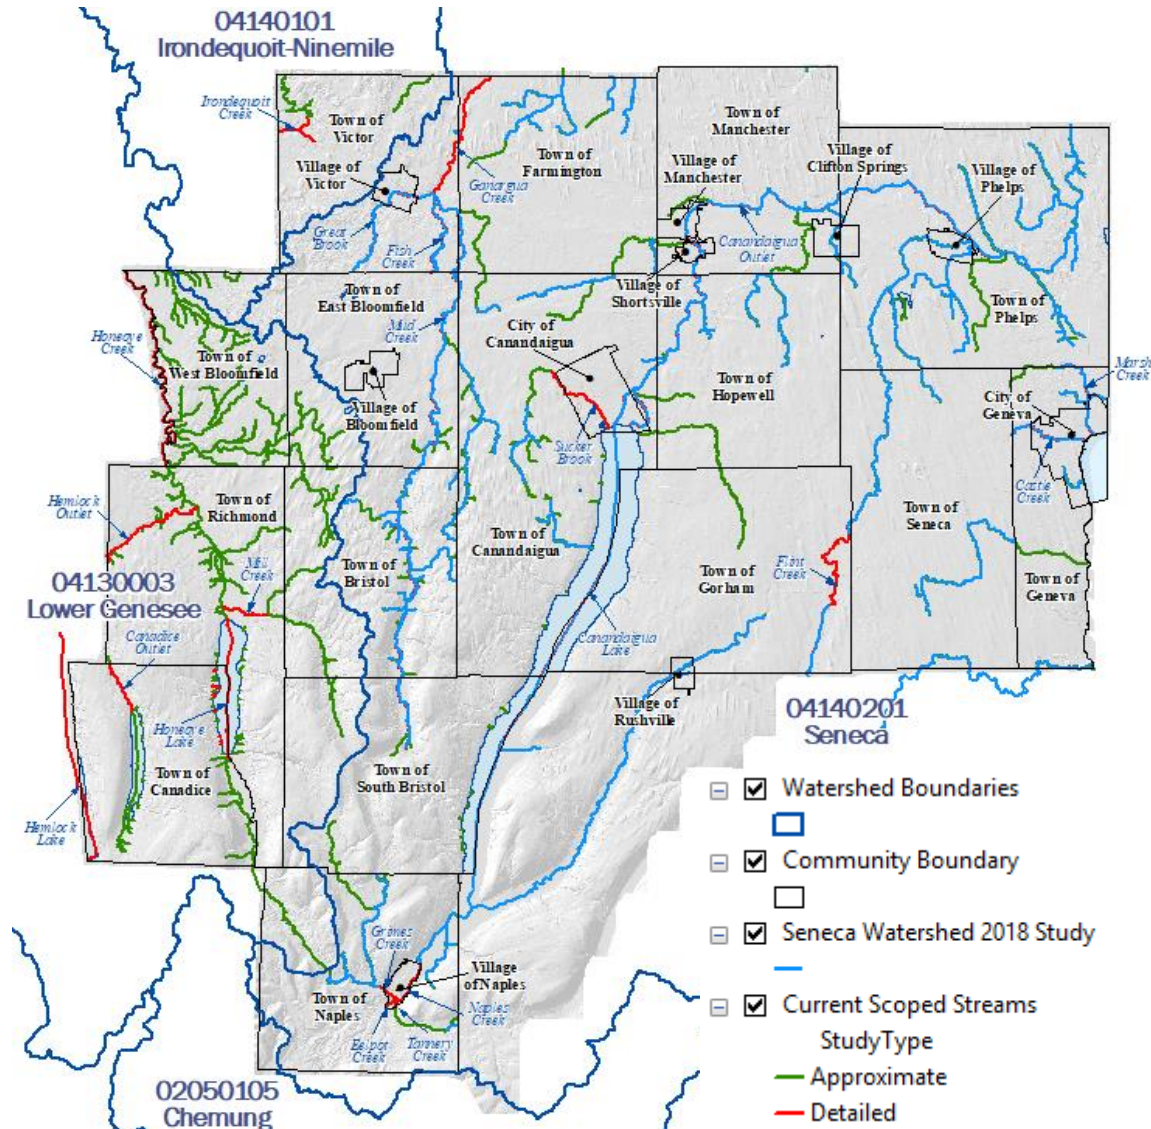 04140101
Irondequoit-Ninemile
Irondequoit
Creek
Town of
Victor
Village of
Victor
Great
Brook
Fish
Creek
Ganargua
Creek
Town of
Farmington
Town of
Manchester
Village of
Manchester
Village of
Clifton Springs
Village of
Phelps
Canandaigua
Outlet
Village of
Shortsville
Town of
Phelps
Town of
East Bloomfield
Mud
Creek
City of
Canandaigua
Honeoye
Creek
Town of
West Bloomfield
Village of
Bloomfield
Town of
Hopewell
Marsh
Creek
City of
Geneva
Sucker
Brook
Castle
Creek
Hemlock
Outlet
Town of
Richmond
Town of
Canandaigua
Town of
Seneca
Mill
Creek
Town of
Bristol
Town of
Gorham
Flint
Creek
Town of
Geneva
04130003
Lower Genesee
Canadice
Outlet
Canandaigua
Lake
Village of
Rushville
04140201
Seneca
Honeoye
Lake
Town of
Canadice
Town of
South Bristol
Hemlock
Lake
Grimes
Creek
Village
of Naples
Town of
Naples
Naples
Creek
Eelpot
Creek
Tannery
Creek
02050105
Chemung
Watershed Boundaries
Community Boundary
Seneca Watershed 2018 Study
Current Scoped Streams
StudyType
Approximate
Detailed